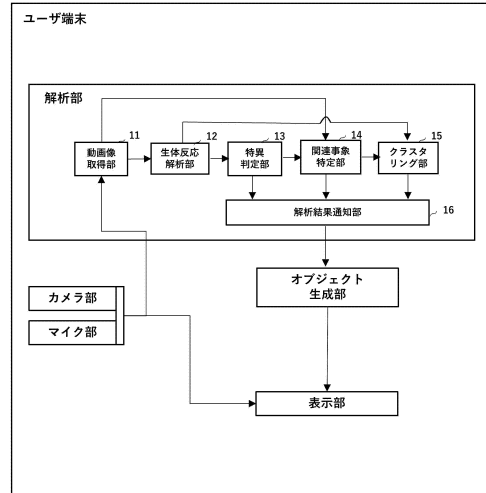 ユーザ端末
解析部
11
12
13
14
15
動画像
取得部
生体反応
解析部
特異
判定部
関連事象
特定部
クラスタ
リング部
解析結果通知部
16
カメラ部
マイク部
オブジェクト
生成部
表示部